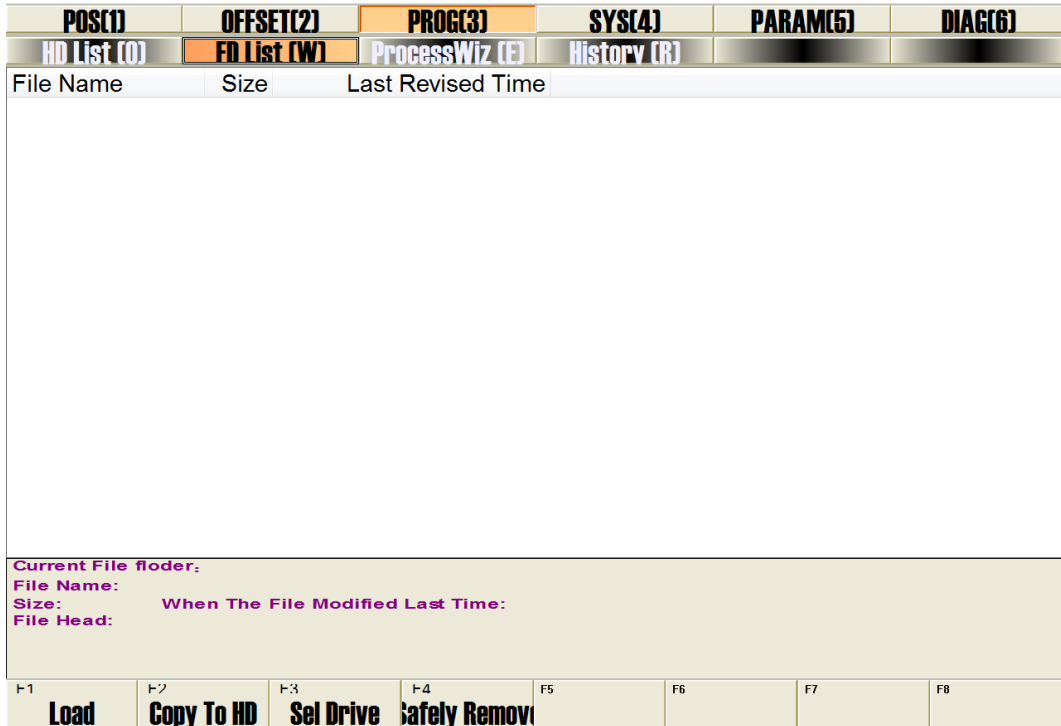 POS(1) OFFSET(2) PROG(3) SYS(4) PARAM(5) DIAG(6)
HD List (Q) FD List (W) ProcessWiz (E) History (R)
File Name Size Last Revised Time
Current File floder:
File Name:
Size: When The File Modified Last Time:
File Head:
F1 F2 F3 F4 F5 F6 F7 F8
Load Copy To HD Sel Drive Safely Remove